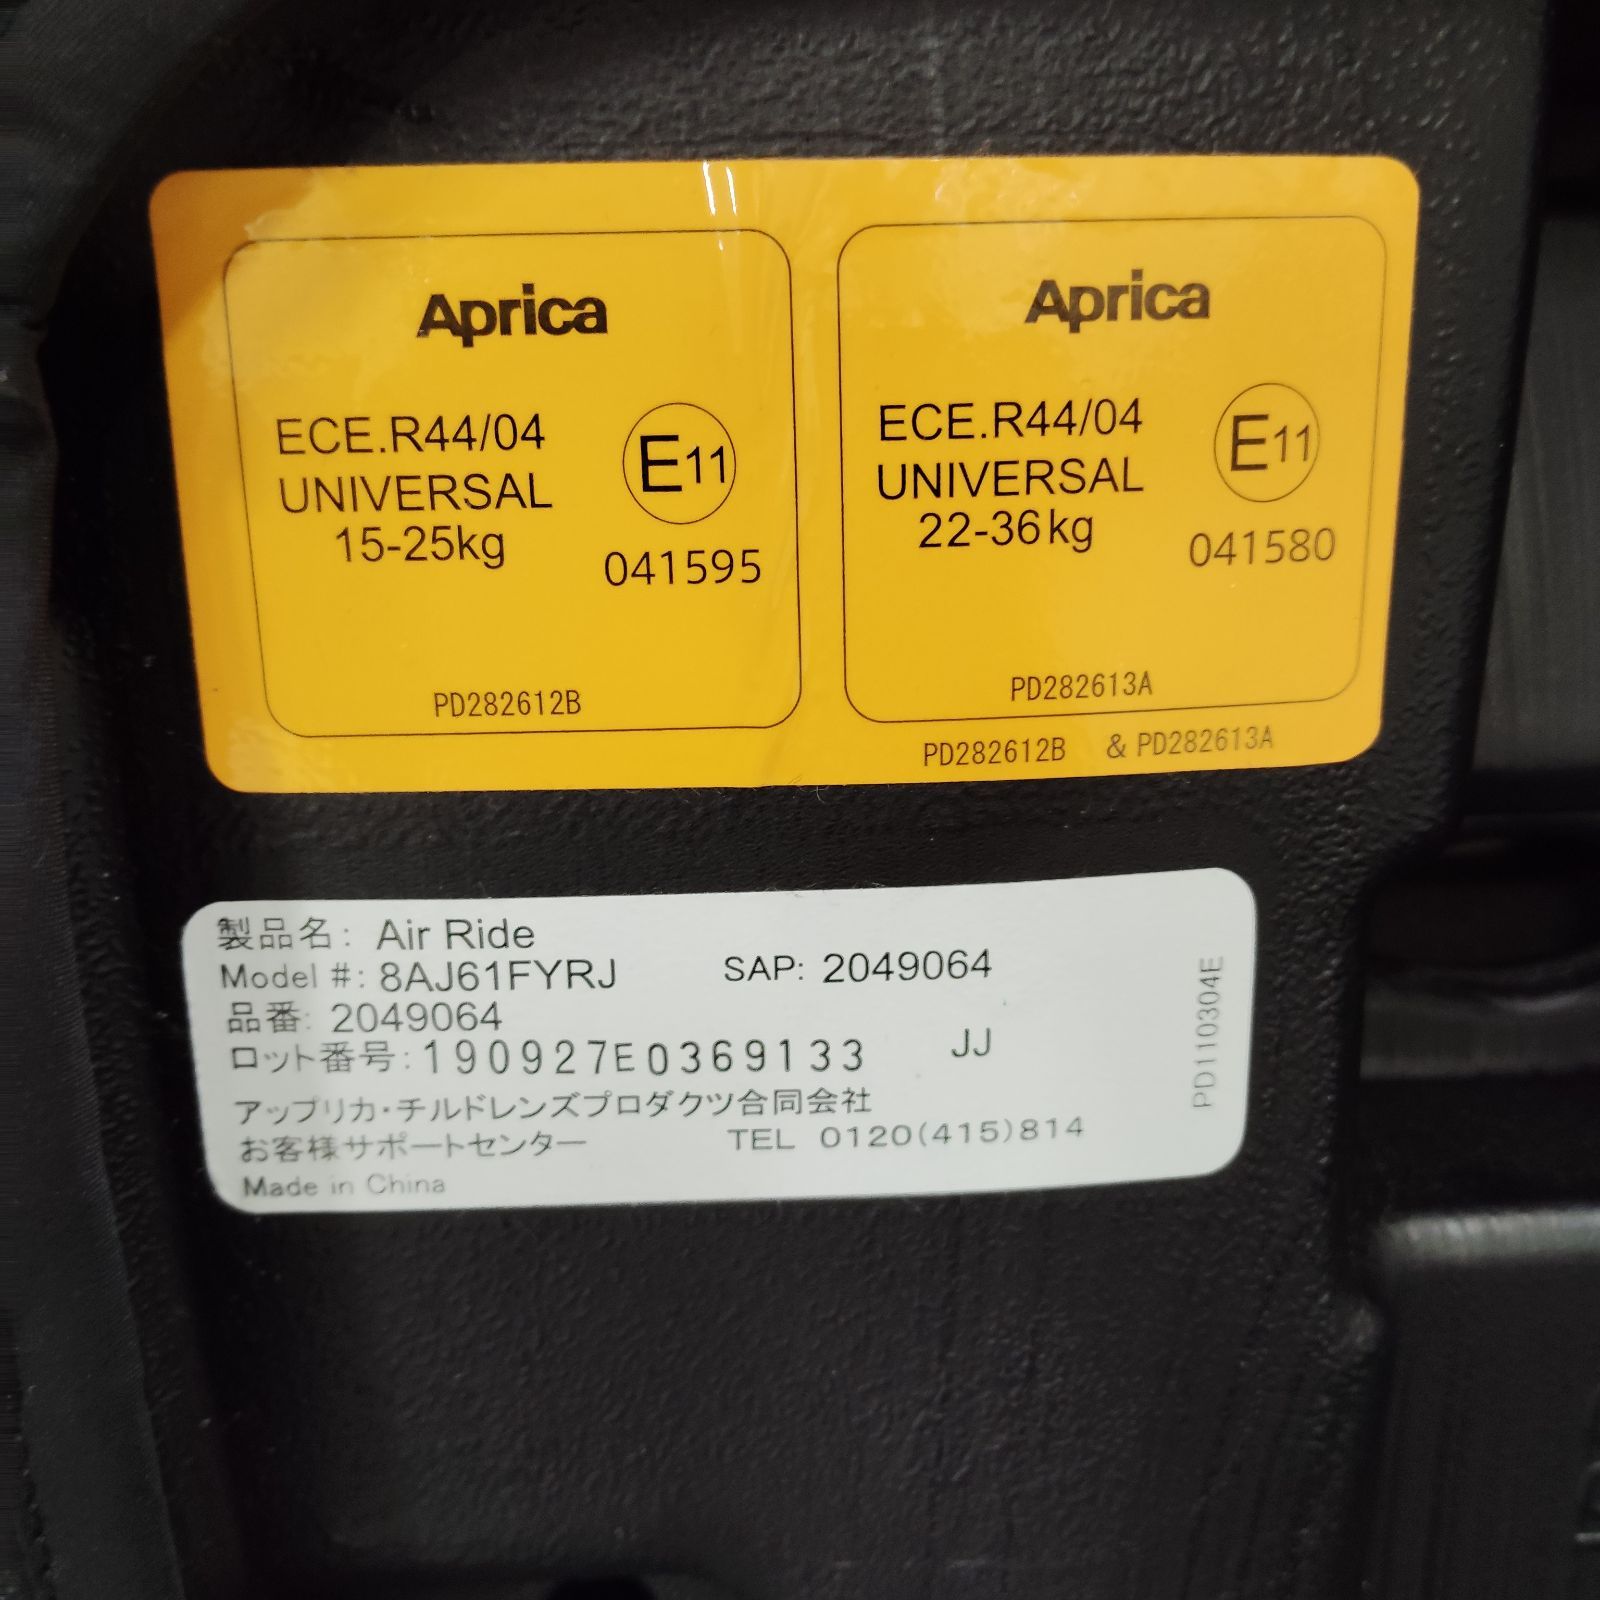 Aprica
ECE.R44/04
UNIVERSAL
15-25kg
E11
041595
PD282612B
Aprica
ECE.R44/04
UNIVERSAL
22-36kg
E11
041580
PD282613A
PD282612B & PD282613A
製品名: Air Ride
Model #: 8AJ61FYRJ SAP: 2049064
品番: 2049064
ロット番号:190927E0369133 JJ
アップリカ・チルドレンズプロダクツ合同会社
お客様サポートセンター TEL 0120(415)814
Made in China
PD1103304E